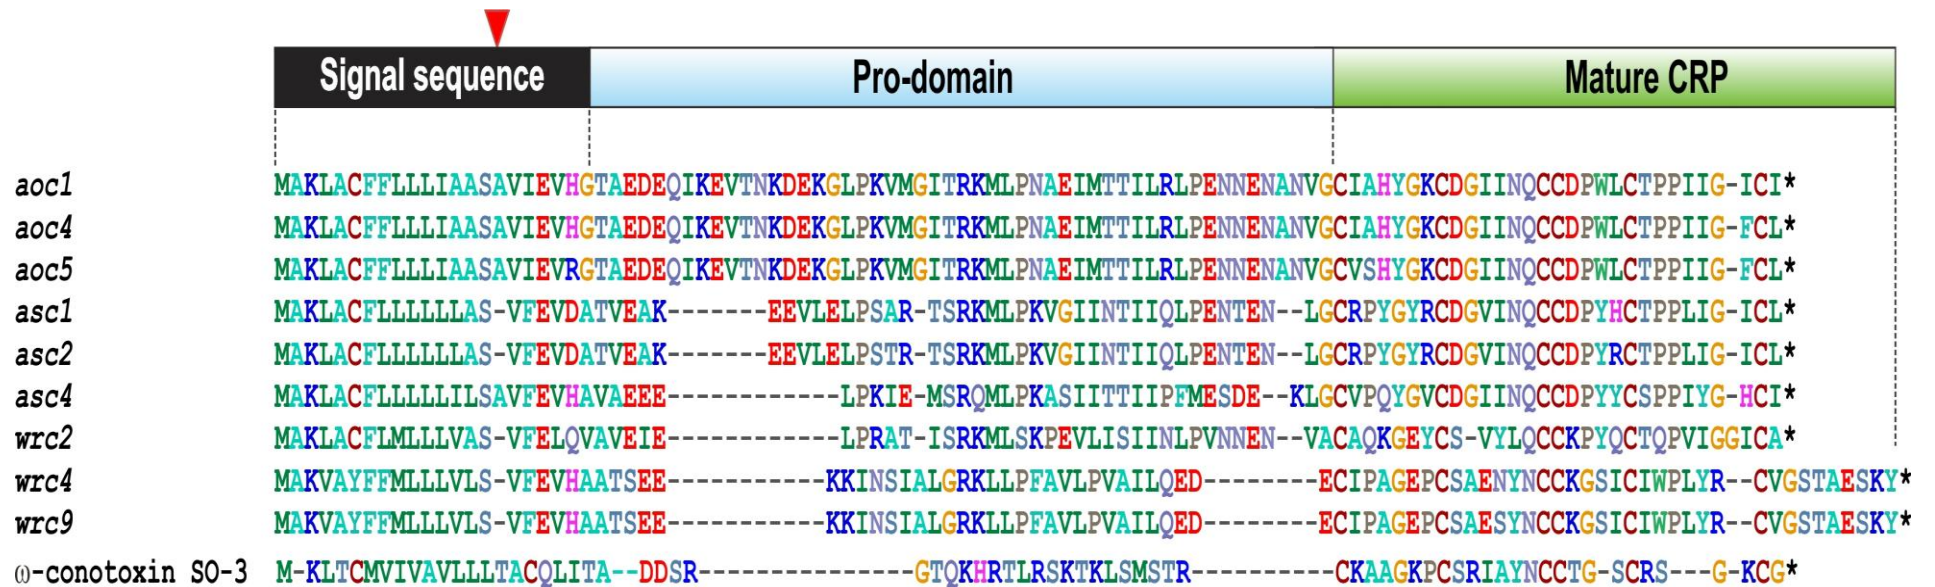 Signal sequence Pro-domain Mature CRP
aoc1 MAKLACFFLLLIAASAVIEVHGTAEDEQIKEVTNKDEKGLPKVMGITRKMLPNAEIMTTILRLPENNENANVGCIAHYGKCDGIINQCCDPWLCTPPIIG-ICI*
aoc4 MAKLACFFLLLIAASAVIEVHGTAEDEQIKEVTNKDEKGLPKVMGITRKMLPNAEIMTTILRLPENNENANVGCIAHYGKCDGIINQCCDPWLCTPPIIG-FCL*
aoc5 MAKLACFFLLLIAASAVIEVRGTAEDEQIKEVTNKDEKGLPKVMGITRKMLPNAEIMTTILRLPENNENANVGCVSHYGKCDGIINQCCDPWLCTPPIIG-FCL*
asc1 MAKLACFLLLLLLAS-VFEVDATVEAK-------EEVLELPSAR-TSRKMLPKVGIINTIIQLPENTEN--LGCRPYGYRCDGVINQCCDPYHCTPPLIG-ICL*
asc2 MAKLACFLLLLLLAS-VFEVDATVEAK-------EEVLELPSTR-TSRKMLPKVGIINTIIQLPENTEN--LGCRPYGYRCDGVINQCCDPYRCTPPLIG-ICL*
asc4 MAKLACFLLLLLILSAVFEVHAVAEEE------------LPKIE-MSRQMLPKASIITTIIPFMESDE--KLGCVPQYGVCDGIINQCCDPYYCSPPIYG-HCI*
wrc2 MAKLACFLMLLLVAS-VFELQVAVEIE------------LPRAT-ISRKMLSKPEVLISIINLPVNNEN--VACAQKGEYCS-VYLQCCKPYQCTQPVIGGICA*
wrc4 MAKVAYFFMLLLVLS-VFEVHAATSEE-----------KKINSIALGRKLLPFAVLPVAILQED--------ECIPAGEPCSAENYNCCKGSICIWPLYR--CVGSTAESKY*
wrc9 MAKVAYFFMLLLVLS-VFEVHAATSEE-----------KKINSIALGRKLLPFAVLPVAILQED--------ECIPAGEPCSAESYNCCKGSICIWPLYR--CVGSTAESKY*
ω-conotoxin SO-3 M-KLTCMVIVAVLLLTACQLITA--DDSR---------------GTQKHRTLRSKTKLSMSTR----------CKAAGKPCSRIAYNCCTG-SCRS---G-KCG*